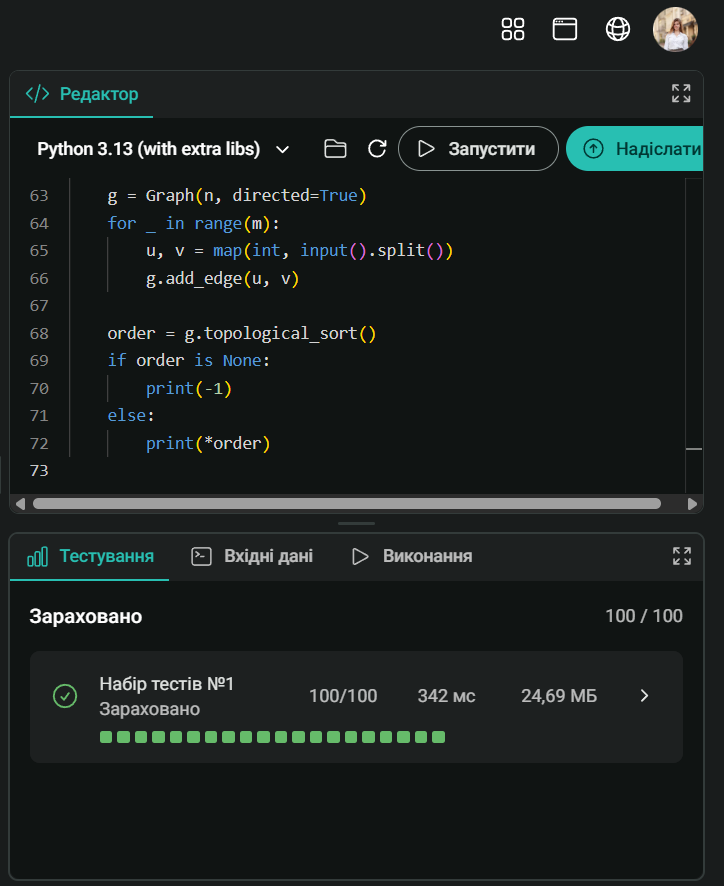 Редактор
Python 3.13 (with extra libs)
Запустити
Надіслати
63 g = Graph(n, directed=True)
64 for _ in range(m):
65 u, v = map(int, input().split())
66 g.add_edge(u, v)
67
68 order = g.topological_sort()
69 if order is None:
70 print(-1)
71 else:
72 print(*order)
73
Тестування
Вхідні дані
Виконання
Зараховано 100 / 100
Набір тестів №1
Зараховано
100/100 342 мс 24,69 МБ